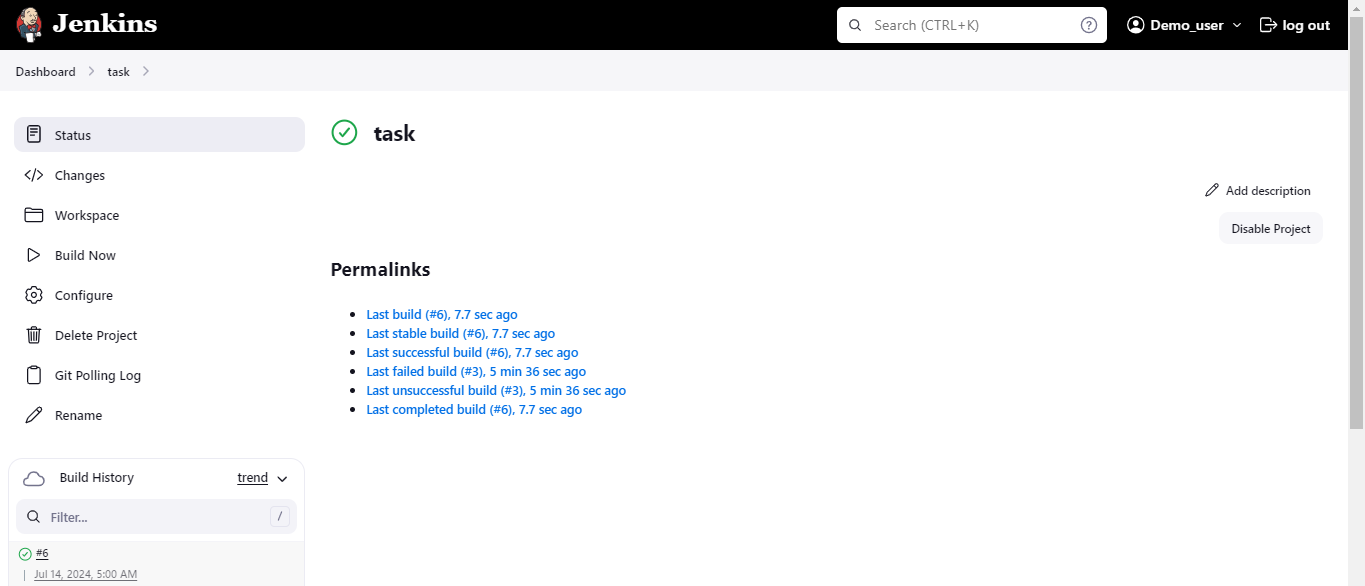 Jenkins
Search (CTRL+K)
?
Demo_user
log out
Dashboard
task
Status
Changes
Workspace
Build Now
Configure
Delete Project
Git Polling Log
Rename
task
Add description
Disable Project
Permalinks
Last build (#6), 7.7 sec ago
Last stable build (#6), 7.7 sec ago
Last successful build (#6), 7.7 sec ago
Last failed build (#3), 5 min 36 sec ago
Last unsuccessful build (#3), 5 min 36 sec ago
Last completed build (#6), 7.7 sec ago
Build History
trend
Filter...
/
#6
Jul 14, 2024, 5:00 AM